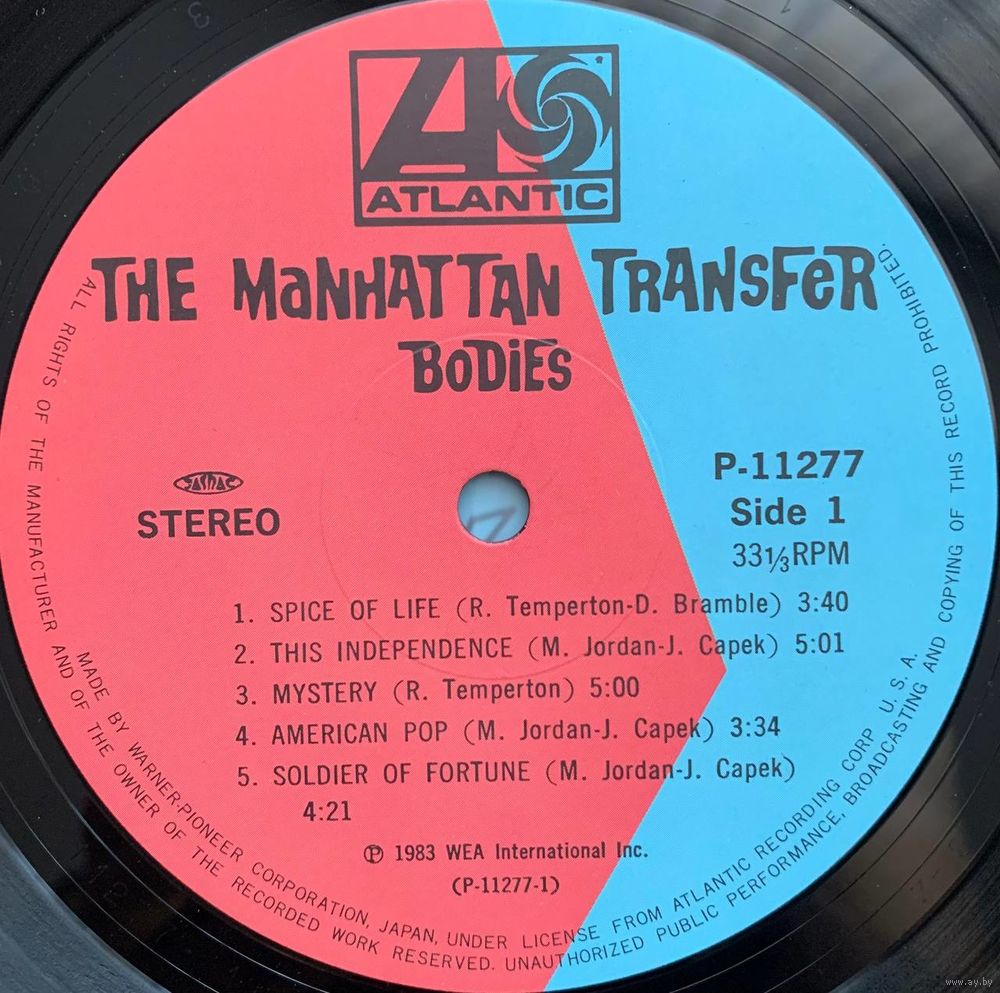 ATLANTIC
THE MANHATTAN TRANSFER
BODIES
STEREO
P-11277
Side 1
33⅓RPM
1. SPICE OF LIFE (R. Temperton-D. Bramble) 3:40
2. THIS INDEPENDENCE (M. Jordan-J. Capek) 5:01
3. MYSTERY (R. Temperton) 5:00
4. AMERICAN POP (M. Jordan-J. Capek) 3:34
5. SOLDIER OF FORTUNE (M. Jordan-J. Capek)
4:21
℗ 1983 WEA International Inc.
(P-11277-1)
MADE BY WARNER-PIONEER CORPORATION, JAPAN, UNDER LICENSE FROM ATLANTIC RECORDING CORP U. S. A.
ALL RIGHTS OF THE MANUFACTURER AND OF THE OWNER OF THE RECORDED WORK RESERVED. UNAUTHORIZED PUBLIC PERFORMANCE, BROADCASTING AND COPYING OF THIS RECORD PROHIBITED.
www.ay.by